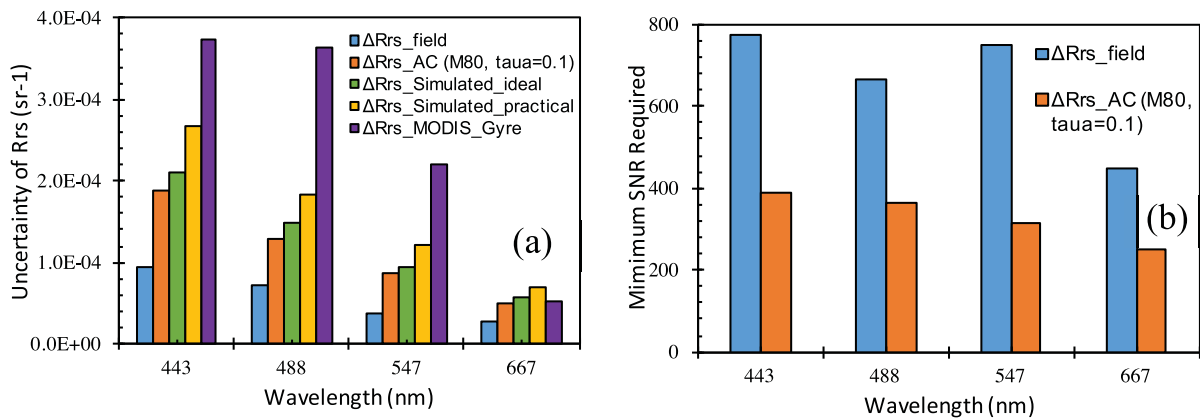 4.0E-04
3.0E-04
2.0E-04
1.0E-04
0.0E+00
Uncertainty of Rrs (sr-1)
ΔRrs_field
ΔRrs_AC (M80, taua=0.1)
ΔRrs_Simulated_ideal
ΔRrs_Simulated_practical
ΔRrs_MODIS_Gyre
(a)
443 488 547 667
Wavelength (nm)
800
600
400
200
0
Mimimum SNR Required
ΔRrs_field
ΔRrs_AC (M80,
taua=0.1)
(b)
443 488 547 667
Wavelength (nm)